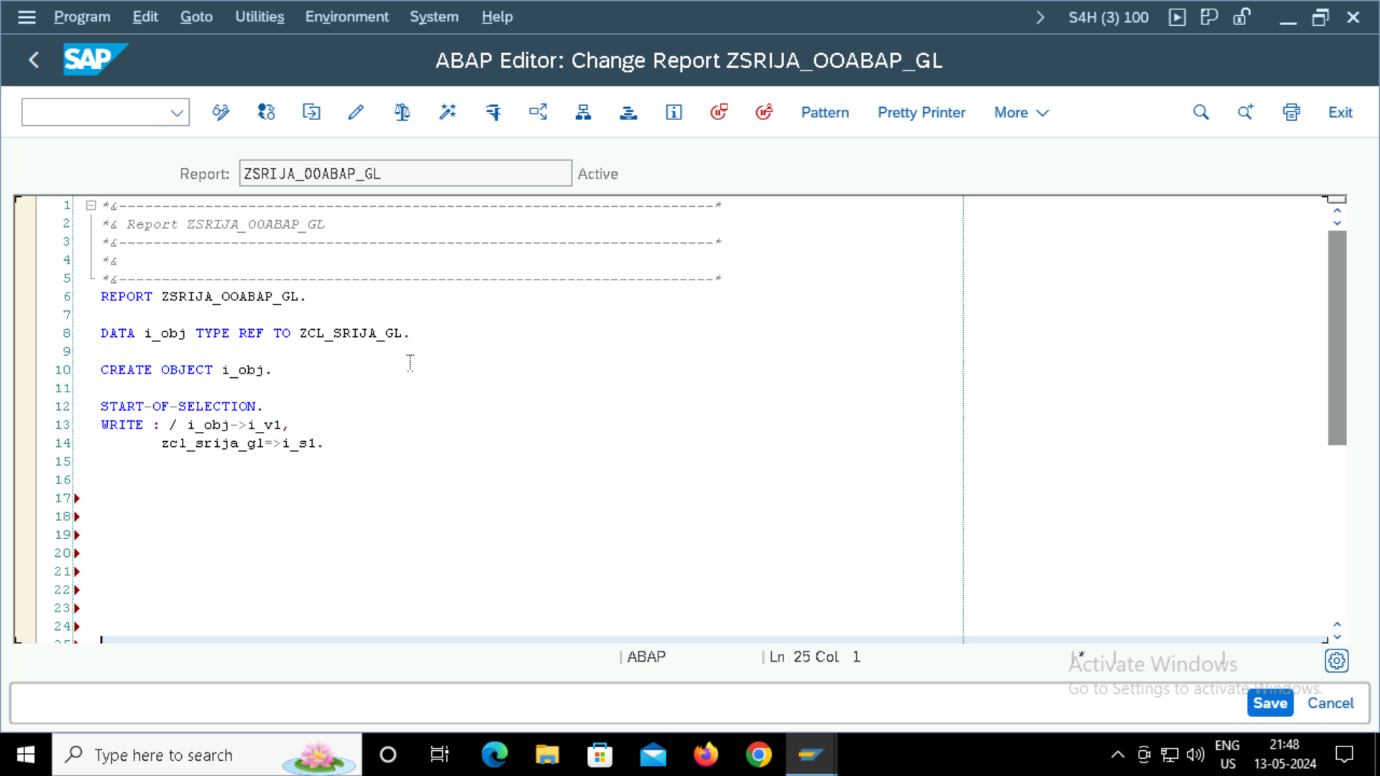 Program Edit Goto Utilities Environment System Help S4H (3) 100
SAP ABAP Editor: Change Report ZSRIJA_OOABAP_GL
Pattern Pretty Printer More Exit
Report: ZSRIJA_OOABAP_GL Active
1 *&---------------------------------------------------------------------*
2 *& Report ZSRIJA_OOABAP_GL
3 *&---------------------------------------------------------------------*
4 *&
5 *&---------------------------------------------------------------------*
6 REPORT ZSRIJA_OOABAP_GL.
7
8 DATA i_obj TYPE REF TO ZCL_SRIJA_GL.
9
10 CREATE OBJECT i_obj.
11
12 START-OF-SELECTION.
13 WRITE : / i_obj->i_v1,
14 zcl_srija_gl=>i_s1.
15
16
17
18
19
20
21
22
23
24
25
| ABAP | Ln 25 Col 1 |* |
Activate Windows
Go to Settings to activate Windows.
Save Cancel
Type here to search ENG 21:48
US 13-05-2024